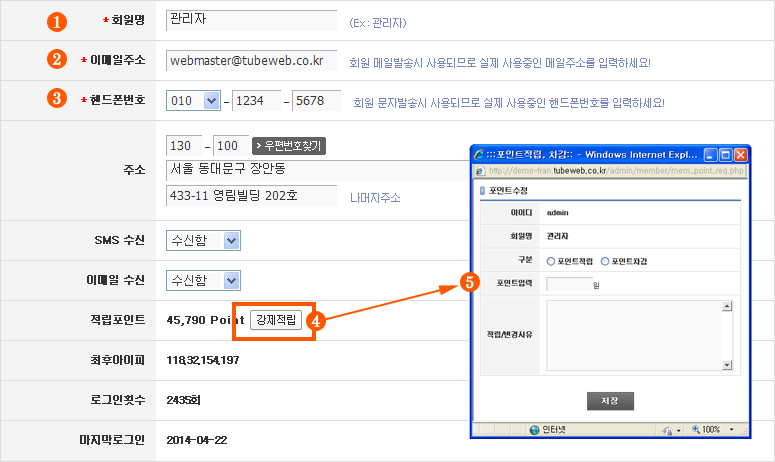 1 * 회원명 관리자 (Ex : 관리자)
2 * 이메일주소 webmaster@tubeweb.co.kr 회원 메일발송시 사용되므로 실제 사용중인 메일주소를 입력하세요!
3 * 핸드폰번호 010 - 1234 - 5678 회원 문자발송시 사용되므로 실제 사용중인 핸드폰번호를 입력하세요!
주소 130 - 100 > 우편번호찾기
서울 동대문구 장안동
433-11 영림빌딩 202호 나머지주소
SMS 수신 수신함
이메일 수신 수신함
적립포인트 45,790 Point 강제적립 4
최후아이피 118,32,154,197
로그인횟수 2435회
마지막로그인 2014-04-22
:::포인트적립, 차감:: - Windows Internet Expl...
http://demo-fran.tubeweb.co.kr/admin/member/mem_point_reg.php
포인트수정
아이디 admin
회원명 관리자
구분 포인트적립 포인트차감
5 포인트입력 원
적립/변경사유
저장
인터넷 100%